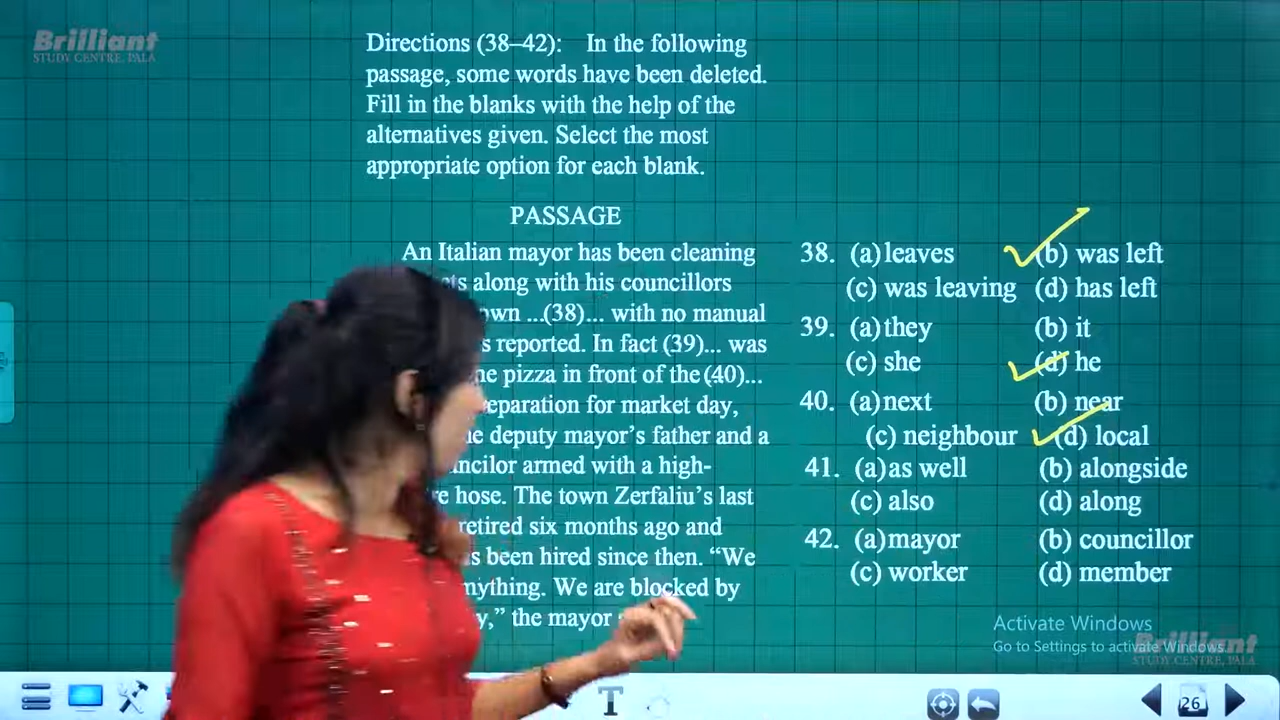 Brilliant
STUDY CENTRE, PALA
Directions (38–42): In the following
passage, some words have been deleted.
Fill in the blanks with the help of the
alternatives given. Select the most
appropriate option for each blank.
PASSAGE
An Italian mayor has been cleaning
along with his councillors
...(38)... with no manual
reported. In fact (39)... was
pizza in front of the (40)...
for market day,
deputy mayor's father and a
armed with a high-
hose. The town Zerfaliu's last
retired six months ago and
been hired since then. "We
We are blocked by
the mayor
38. (a) leaves (b) was left
(c) was leaving (d) has left
39. (a) they (b) it
(c) she (d) he
40. (a) next (b) near
(c) neighbour (d) local
41. (a) as well (b) alongside
(c) also (d) along
42. (a) mayor (b) councillor
(c) worker (d) member
Activate Windows
Go to Settings to activate Windows.
Brilliant
STUDY CENTRE, PALA
T
26